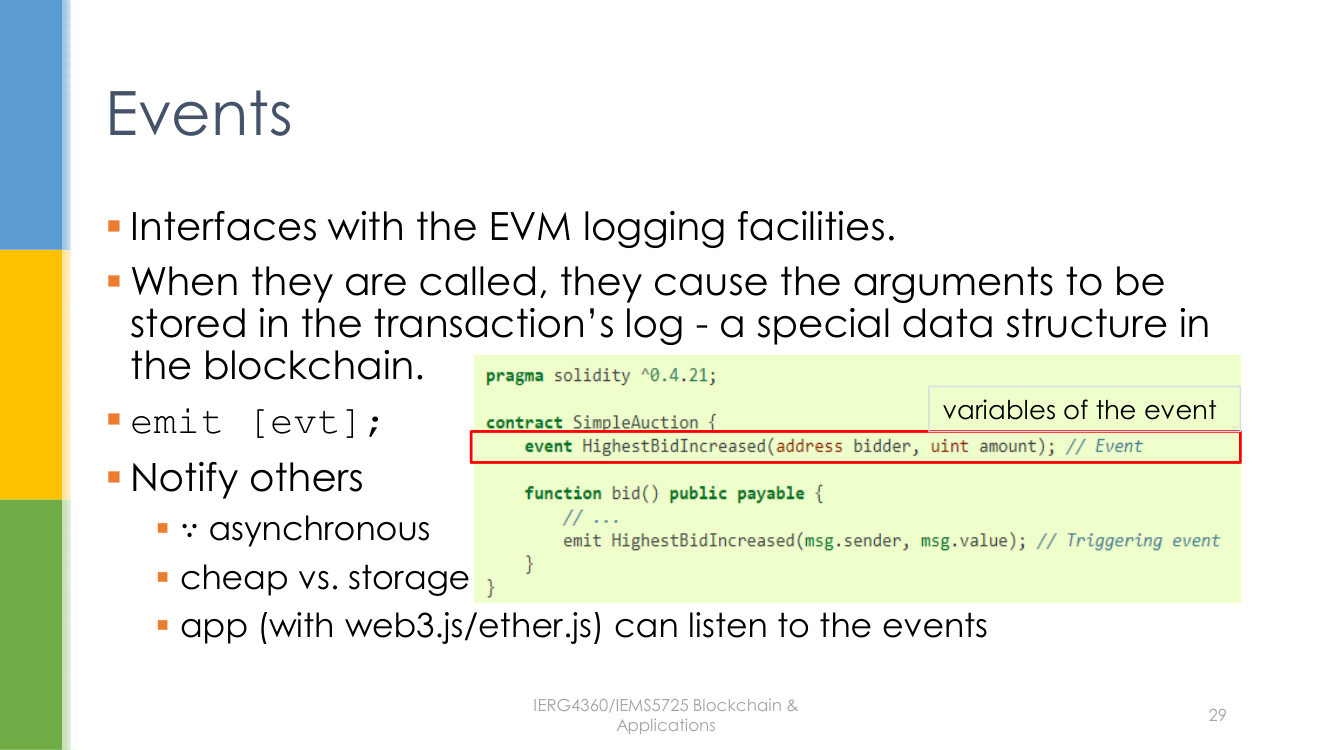 Events
Interfaces with the EVM logging facilities.
When they are called, they cause the arguments to be
stored in the transaction’s log - a special data structure in
the blockchain.
emit [evt];
Notify others
∵ asynchronous
cheap vs. storage
app (with web3.js/ether.js) can listen to the events
pragma solidity ^0.4.21;
variables of the event
contract SimpleAuction {
event HighestBidIncreased(address bidder, uint amount); // Event
function bid() public payable {
// ...
emit HighestBidIncreased(msg.sender, msg.value); // Triggering event
}
}
IERG4360/IEMS5725 Blockchain &
Applications
29